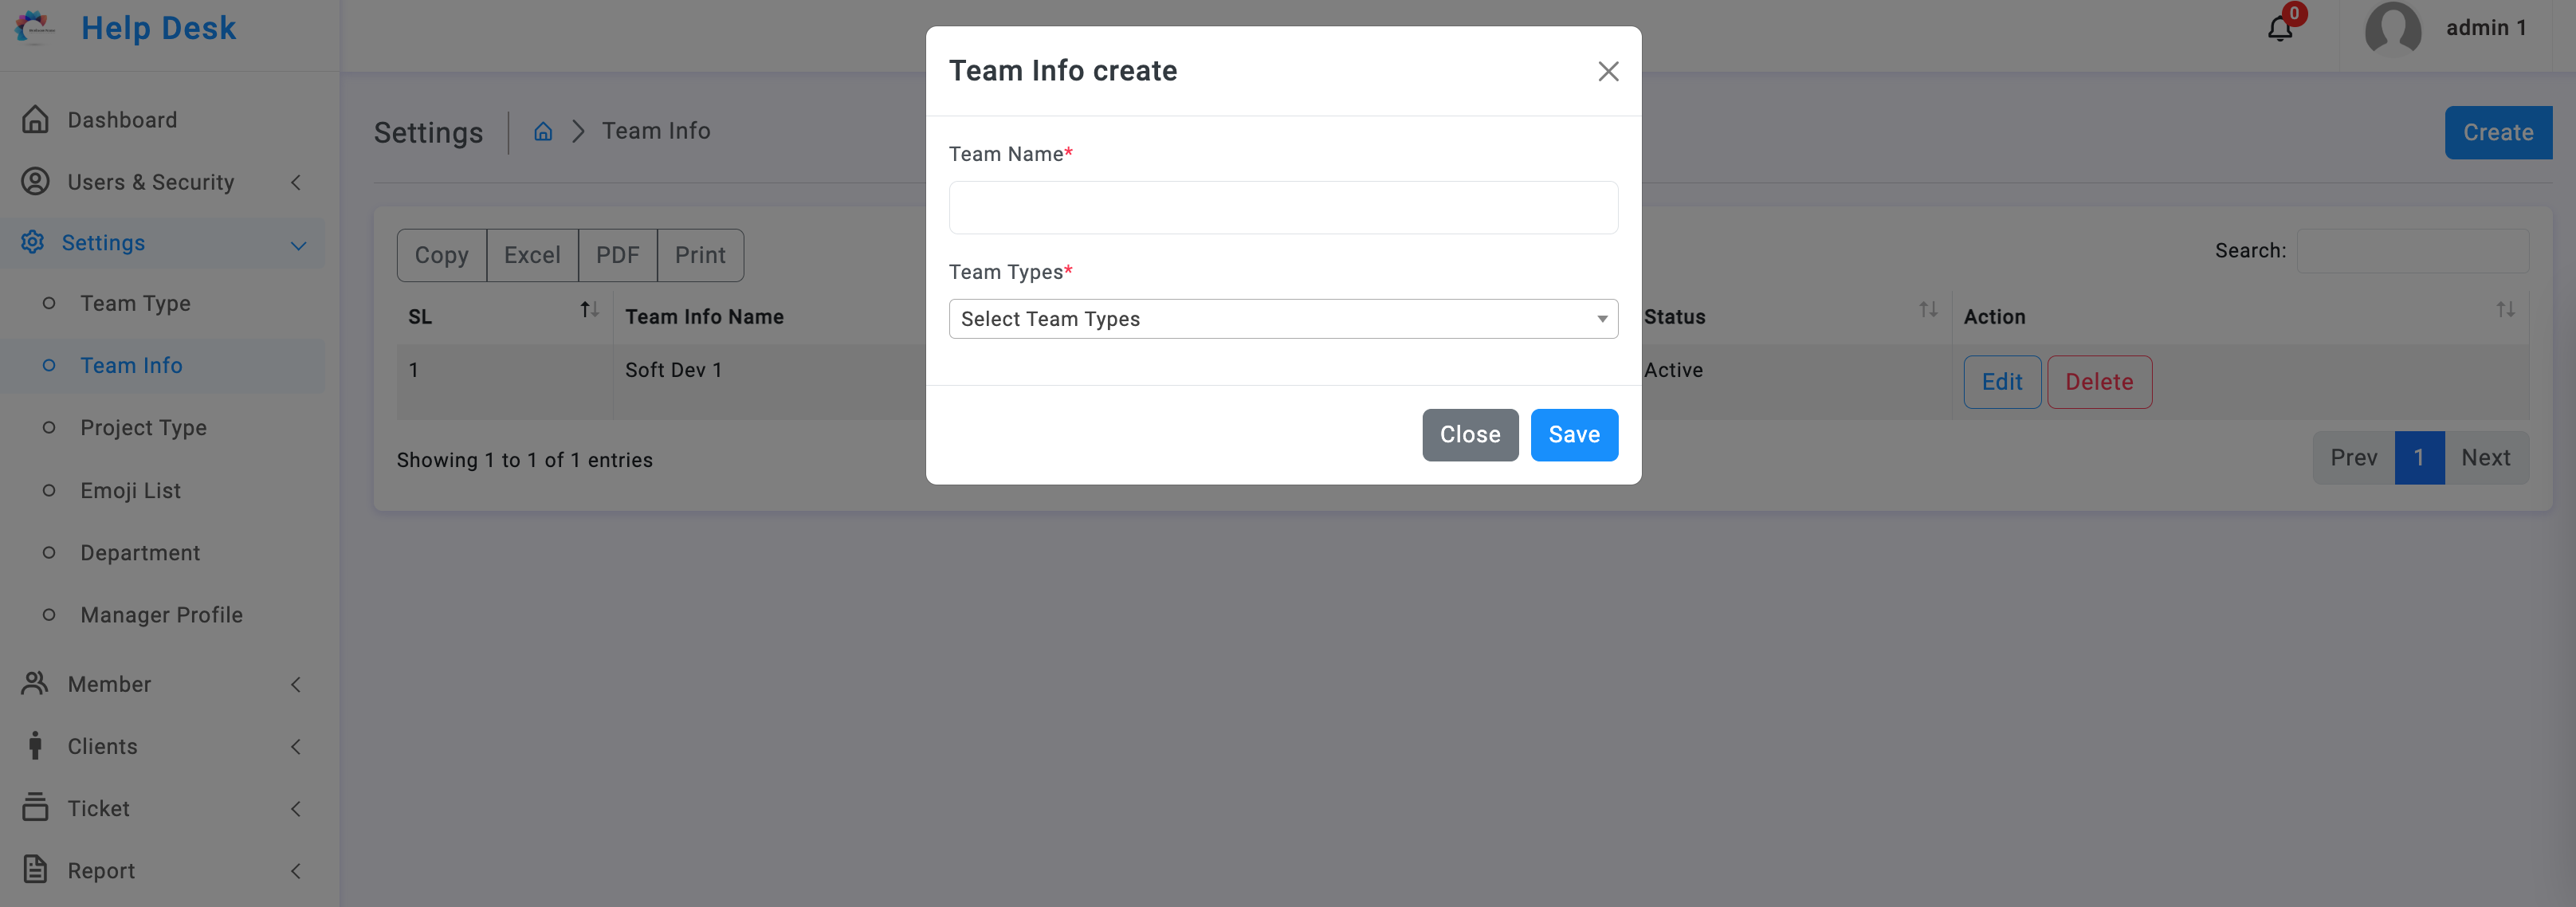 Help Desk
0
admin 1
Dashboard
Users & Security
Settings
Team Type
Team Info
Project Type
Emoji List
Department
Manager Profile
Member
Clients
Ticket
Report
Settings
Team Info
Create
Copy Excel PDF Print
Search:
SL Team Info Name Status Action
1 Soft Dev 1 Active Edit Delete
Showing 1 to 1 of 1 entries
Prev 1 Next
Team Info create
Team Name*
Team Types*
Select Team Types
Close Save